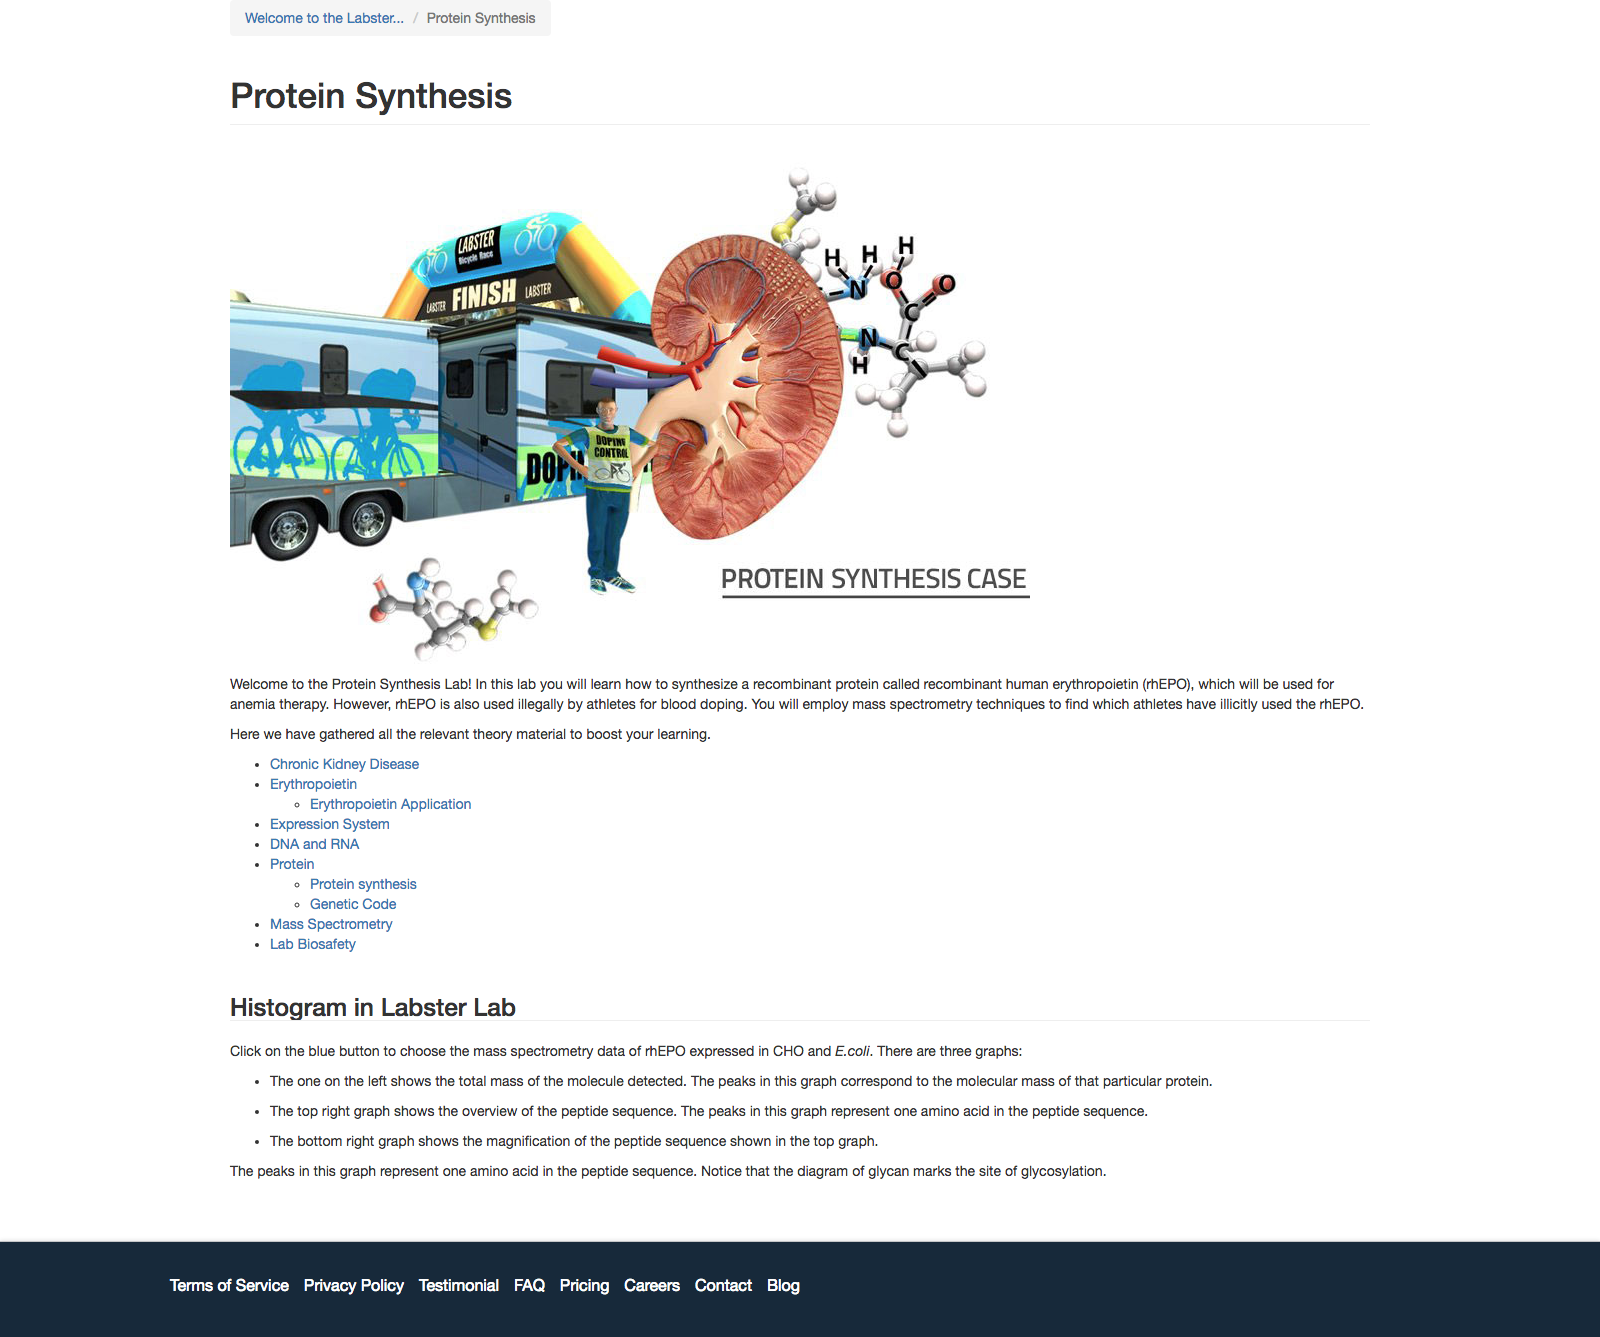 Welcome to the Labster... / Protein Synthesis
Protein Synthesis
LABSTER
Bicycle Race
LABSTER FINISH LABSTER
DOPING
CONTROL
H H H
N O O
C
N C
H
PROTEIN SYNTHESIS CASE
Welcome to the Protein Synthesis Lab! In this lab you will learn how to synthesize a recombinant protein called recombinant human erythropoietin (rhEPO), which will be used for
anemia therapy. However, rhEPO is also used illegally by athletes for blood doping. You will employ mass spectrometry techniques to find which athletes have illicitly used the rhEPO.
Here we have gathered all the relevant theory material to boost your learning.
• Chronic Kidney Disease
• Erythropoietin
◦ Erythropoietin Application
• Expression System
• DNA and RNA
• Protein
◦ Protein synthesis
◦ Genetic Code
• Mass Spectrometry
• Lab Biosafety
Histogram in Labster Lab
Click on the blue button to choose the mass spectrometry data of rhEPO expressed in CHO and E.coli. There are three graphs:
• The one on the left shows the total mass of the molecule detected. The peaks in this graph correspond to the molecular mass of that particular protein.
• The top right graph shows the overview of the peptide sequence. The peaks in this graph represent one amino acid in the peptide sequence.
• The bottom right graph shows the magnification of the peptide sequence shown in the top graph.
The peaks in this graph represent one amino acid in the peptide sequence. Notice that the diagram of glycan marks the site of glycosylation.
Terms of Service Privacy Policy Testimonial FAQ Pricing Careers Contact Blog